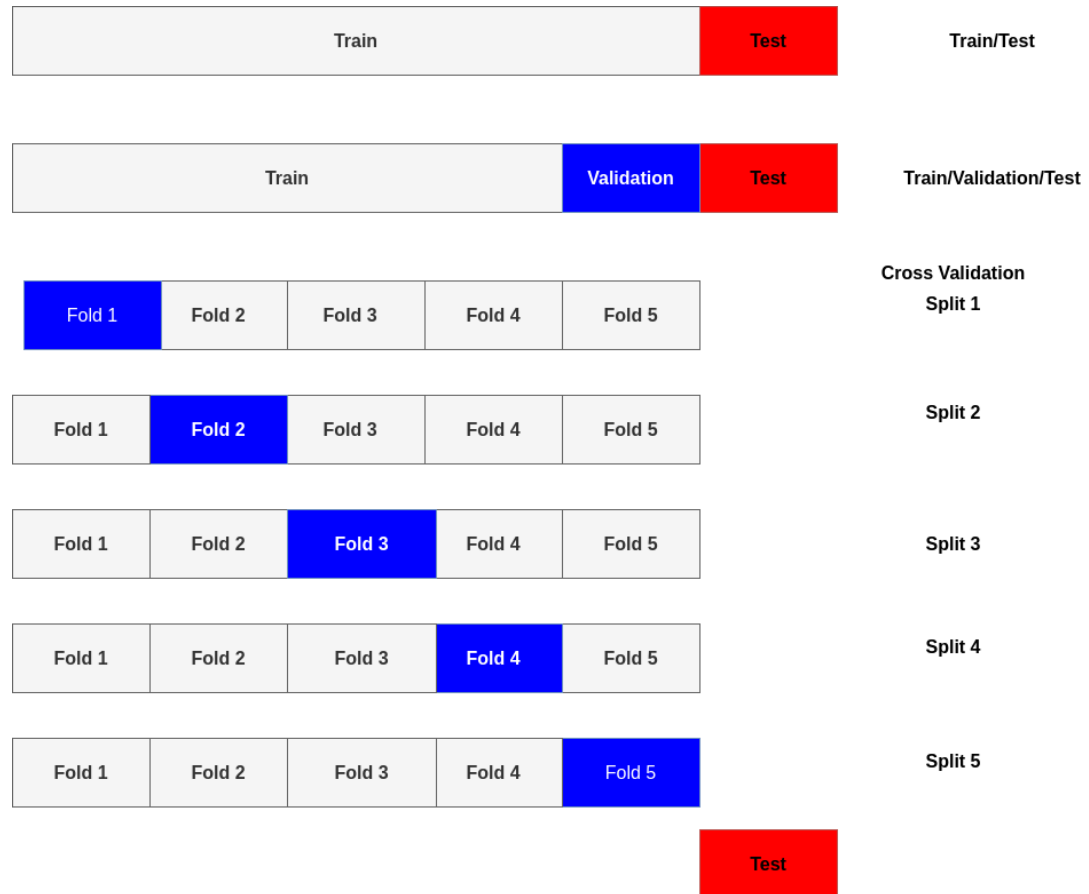 Train Test Train/Test
Train Validation Test Train/Validation/Test
Cross Validation
Fold 1 Fold 2 Fold 3 Fold 4 Fold 5 Split 1
Fold 1 Fold 2 Fold 3 Fold 4 Fold 5 Split 2
Fold 1 Fold 2 Fold 3 Fold 4 Fold 5 Split 3
Fold 1 Fold 2 Fold 3 Fold 4 Fold 5 Split 4
Fold 1 Fold 2 Fold 3 Fold 4 Fold 5 Split 5
Test